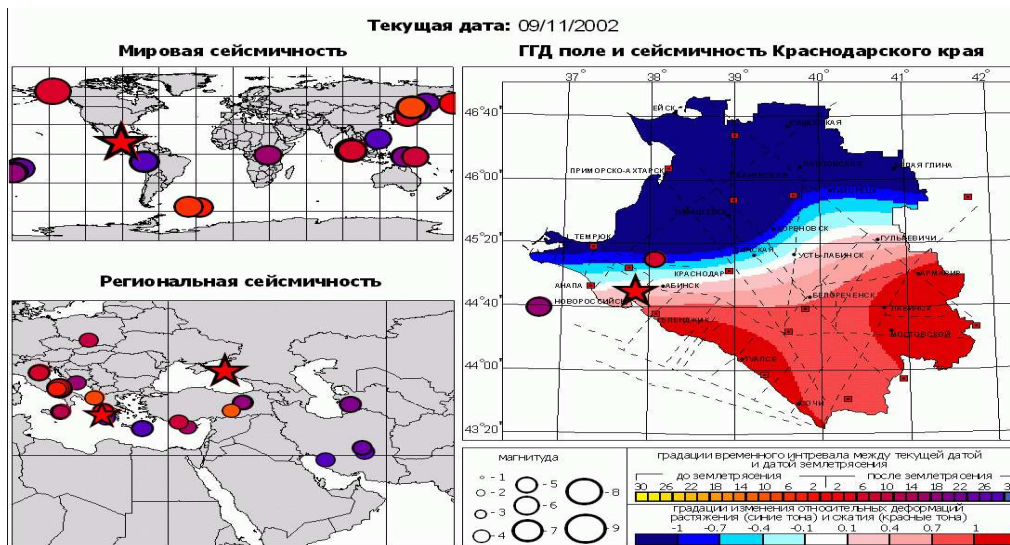 Текущая дата: 09/11/2002
Мировая сейсмичность
ГГД поле и сейсмичность Краснодарского края
37° 38 39° 40° 41° 42°
46°40'
46°00'
45°20'
44°40'
44°00'
43°20'
ЕЙСК
БЕЛАЯ ГЛИНА
ПРИМОРСКО-АХТАРСК
КОРЕНОВСК
ТЕМРЮК
ГУЛЬКЕВИЧИ
УСТЬ-ЛАБИНСК
КРАСНОДАР
АРМАВИР
АНАПА
АБИНСК
НОВОРОССИЙСК
БЕЛОРЕЧЕНСК
ЛАБИНСК
ГЕЛЕНДЖИК
МОСТОВСКОЙ
ТУАПСЕ
СОЧИ
Региональная сейсмичность
магнитуда
- 1
- 2
- 3
- 4
- 5
- 6
- 7
- 8
- 9
градации временного интревала между текущей датой
и датой землетрясения
до землетрясения
после землетрясения
30 26 22 18 14 10 6 2 2 6 10 14 18 22 26
градации изменения относительных деформаций
растяжения (синие тона) и сжатия (красные тона)
-1 -0.7 -0.4 -0.1 0.1 0.4 0.7 1